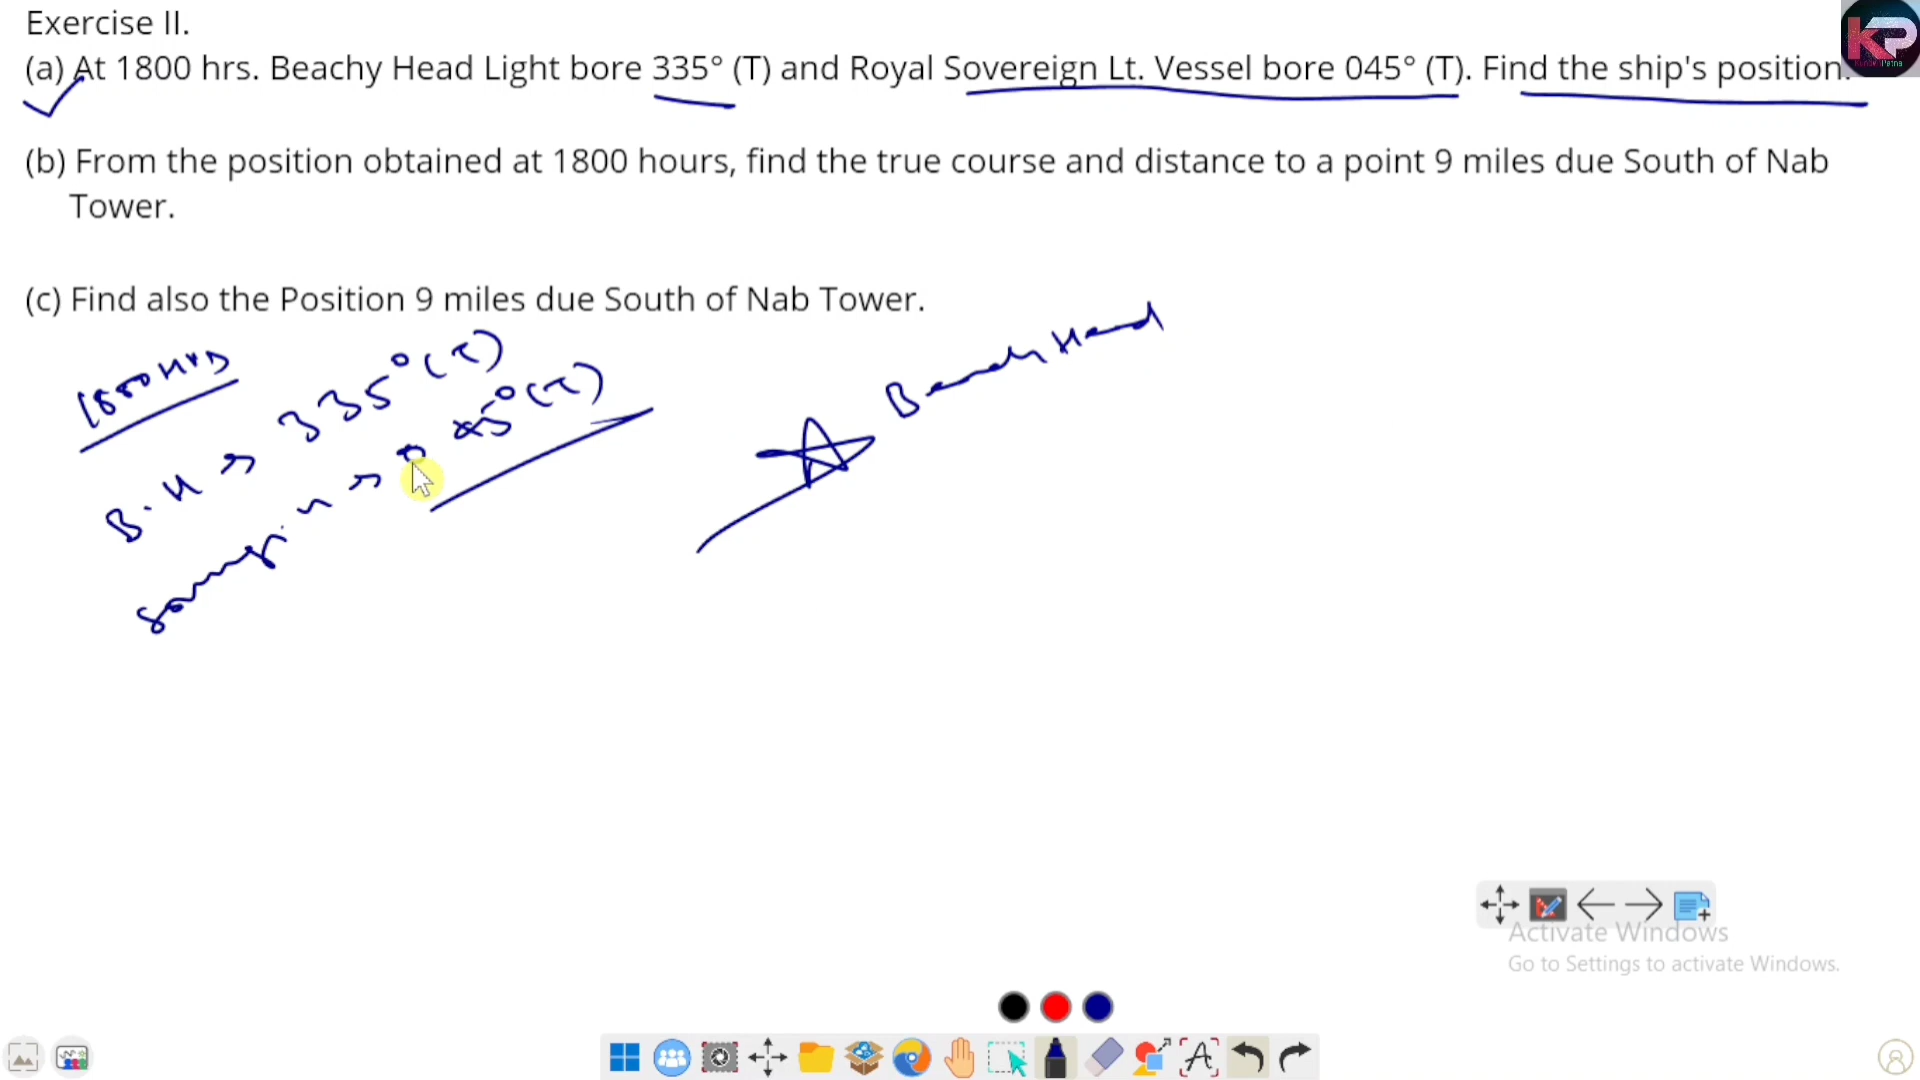 Exercise II.
(a) At 1800 hrs. Beachy Head Light bore 335° (T) and Royal Sovereign Lt. Vessel bore 045° (T). Find the ship's position.
(b) From the position obtained at 1800 hours, find the true course and distance to a point 9 miles due South of Nab
Tower.
(c) Find also the Position 9 miles due South of Nab Tower.
1800 Hrs
B.H → 335° (T)
→ 045° (T)
Beach Head
KP
Activate Windows
Go to Settings to activate Windows.